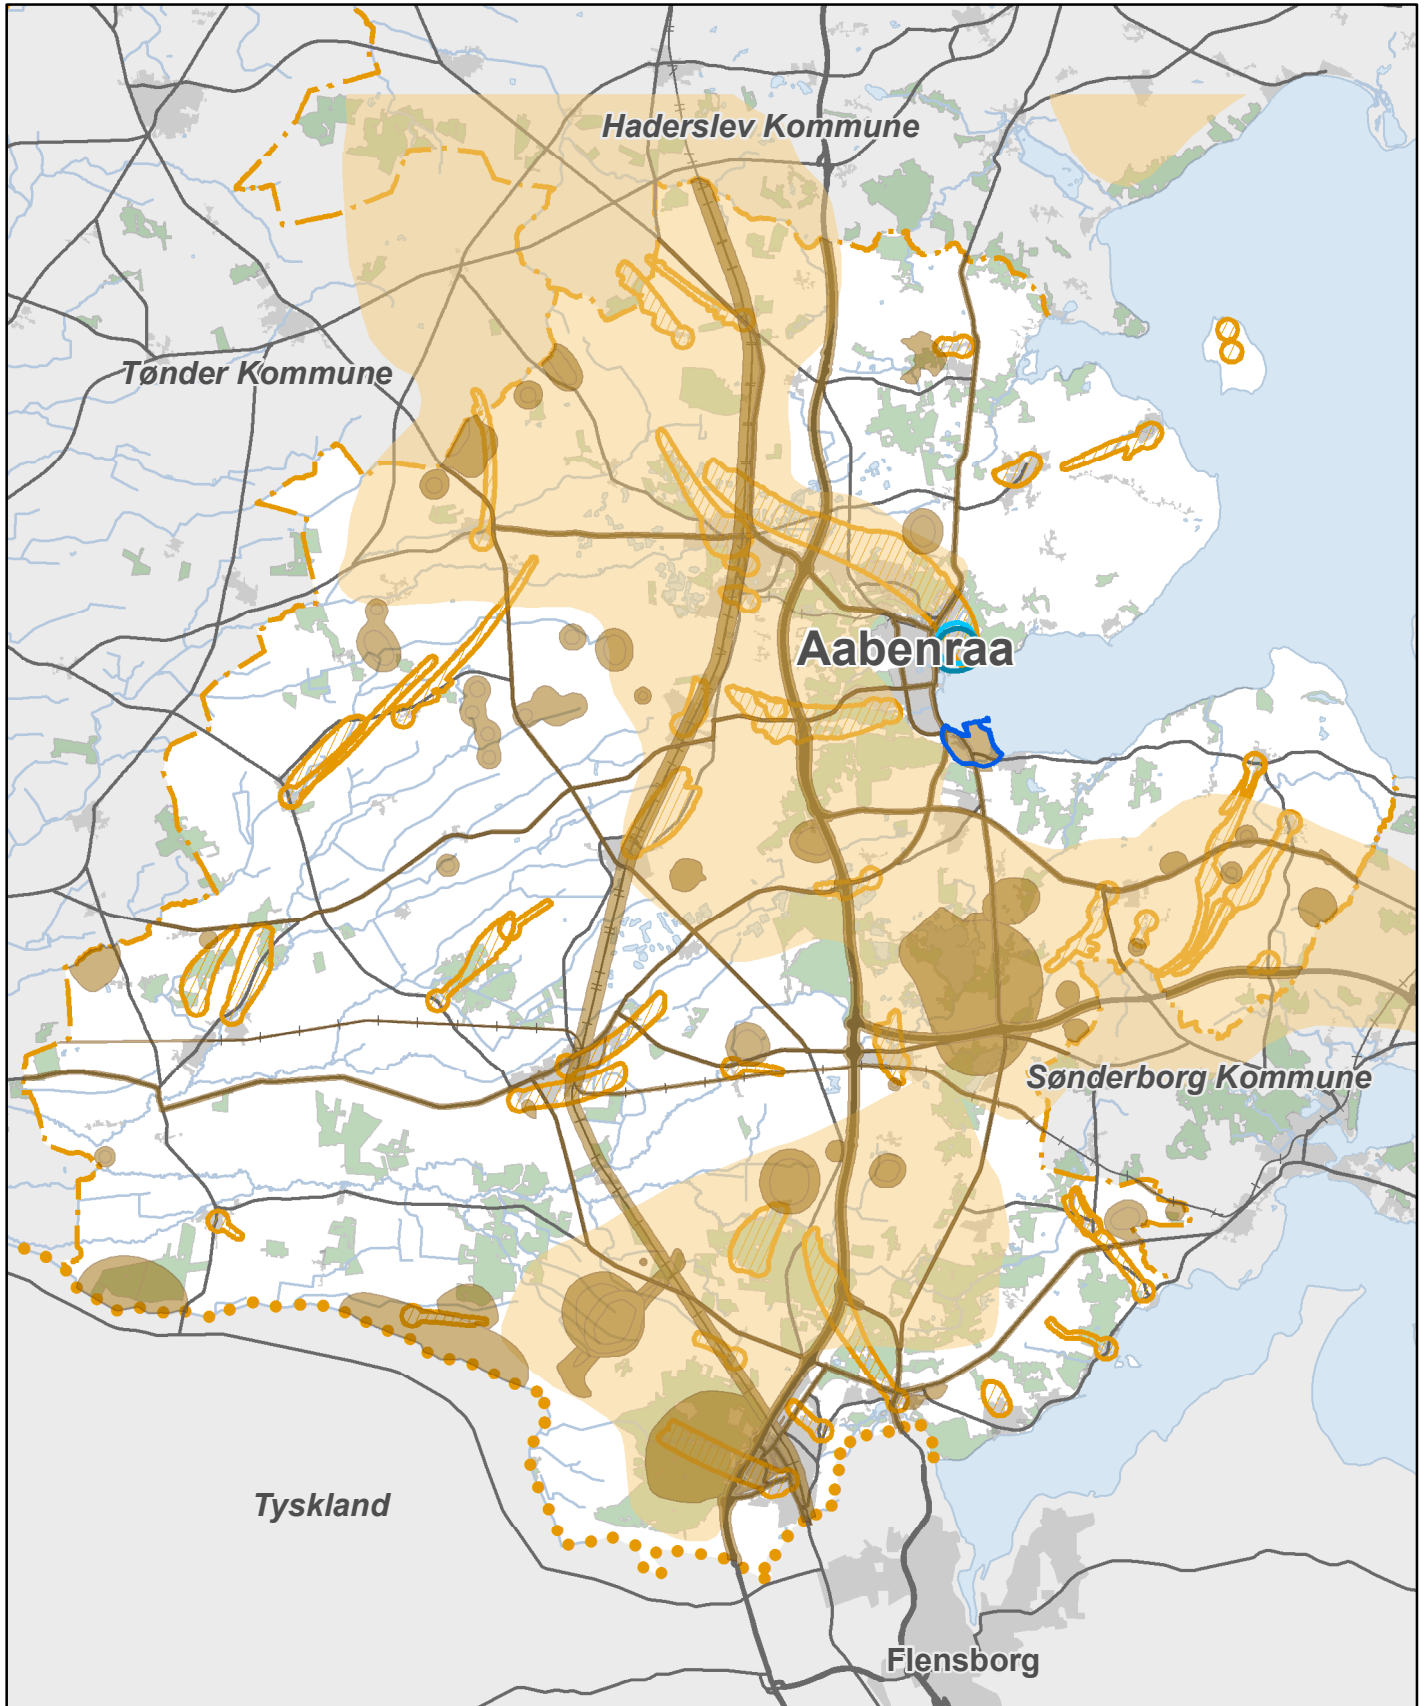 Haderslev Kommune
Tønder Kommune
Aabenraa
Sønderborg Kommune
Tyskland
Flensborg